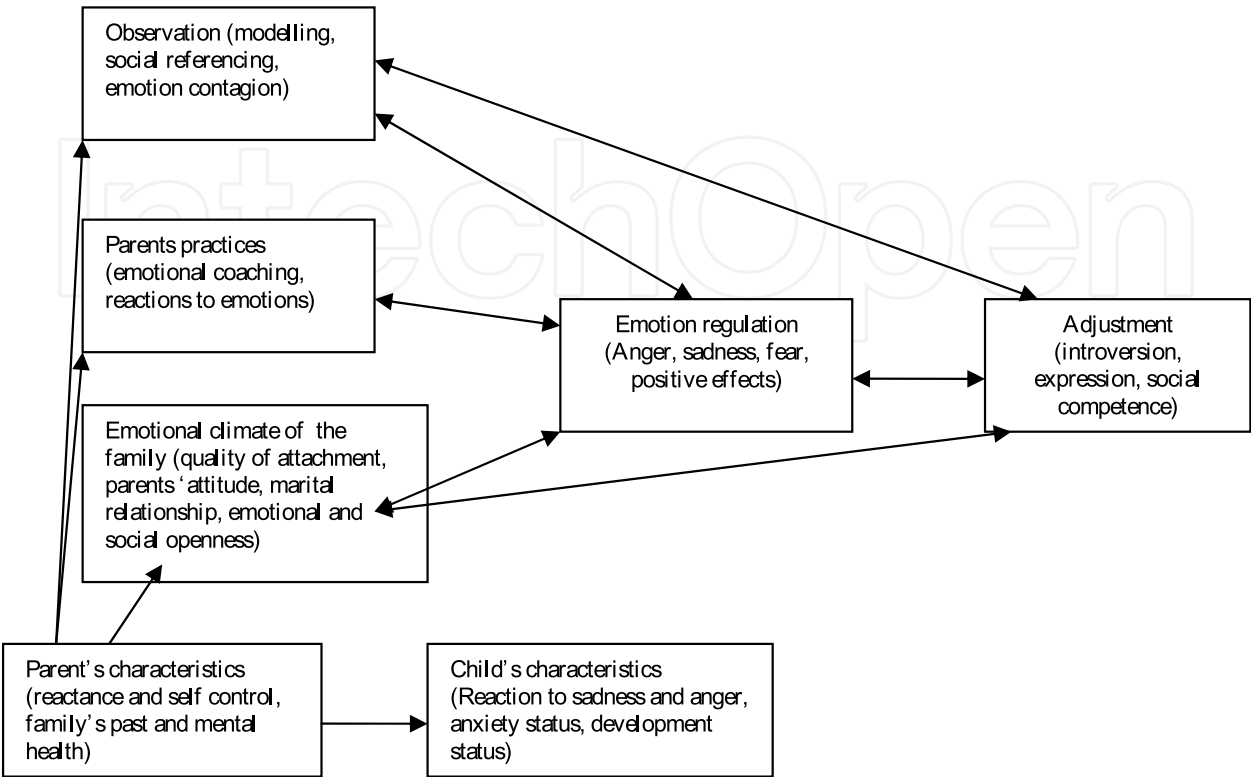 Observation (modelling,
social referencing,
emotion contagion)
IntechOpen
Parents practices
(emotional coaching,
reactions to emotions)
Emotion regulation
(Anger, sadness, fear,
positive effects)
Adjustment
(introversion,
expression, social
competence)
Emotional climate of the
family (quality of attachment,
parents ‘attitude, marital
relationship, emotional and
social openness)
Parent’s characteristics
(reactance and self control,
family’s past and mental
health)
Child’s characteristics
(Reaction to sadness and anger,
anxiety status, development
status)